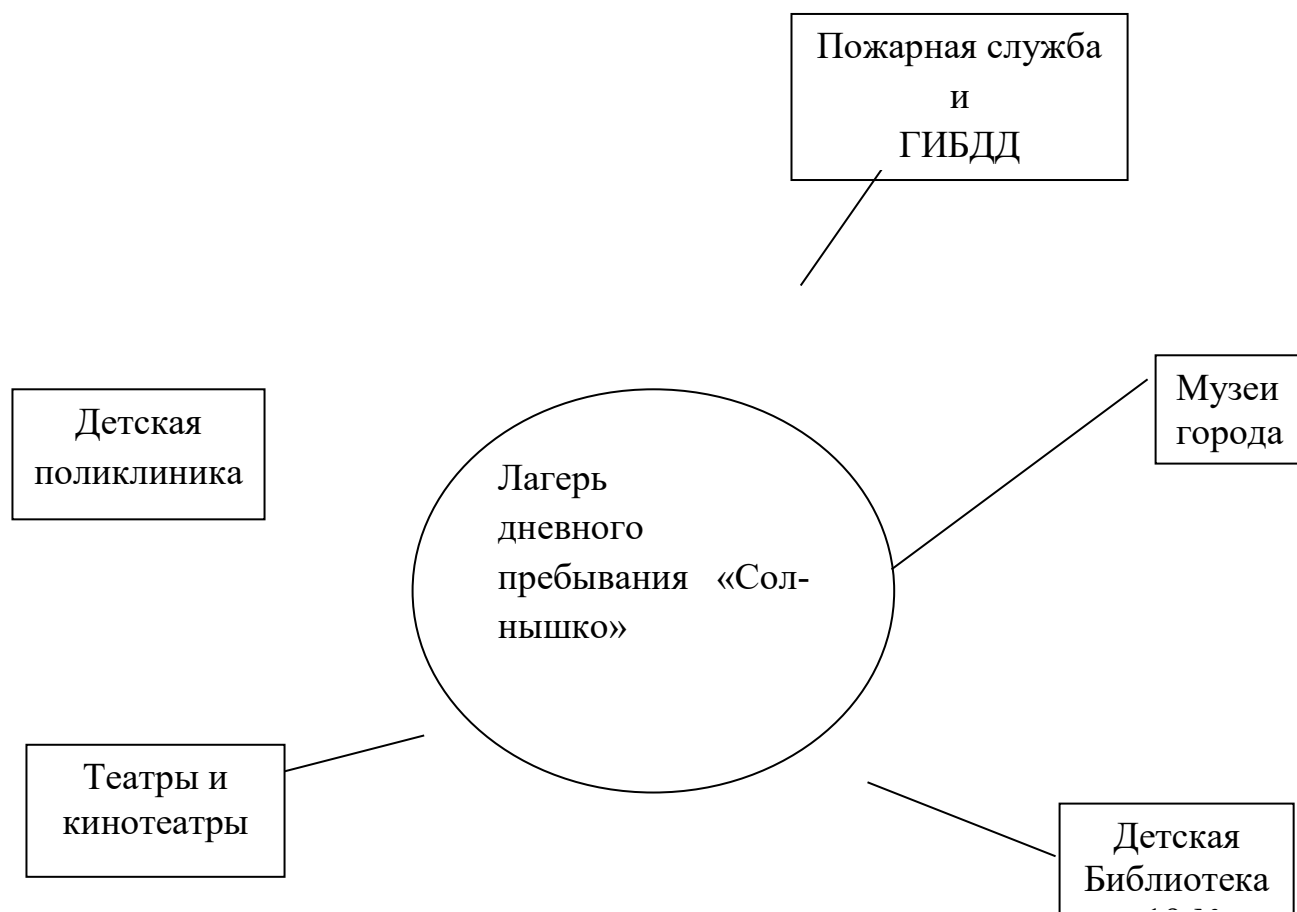 Пожарная служба
и
ГИБДД
Музеи
города
Детская
поликлиника
Лагерь
дневного
пребывания «Сол-
нышко»
Театры и
кинотеатры
Детская
Библиотека